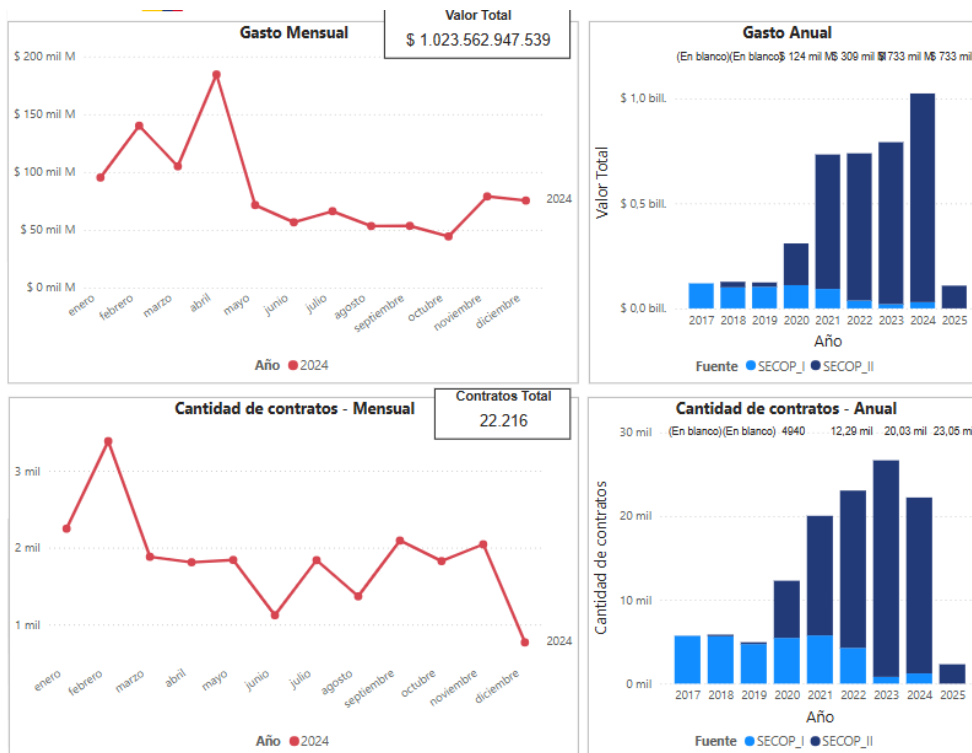 Valor Total
$ 1.023.562.947.539
Gasto Mensual
$ 200 mil M
$ 150 mil M
$ 100 mil M
$ 50 mil M
$ 0 mil M
2024
enero febrero marzo abril mayo junio julio agosto septiembre octubre noviembre diciembre
Año 2024
Gasto Anual
(En blanco) (En blanco) $ 124 mil M $ 309 mil M $ 733 mil M $ 733 mil
Valor Total
$ 1,0 bill.
$ 0,5 bill.
$ 0,0 bill.
2017 2018 2019 2020 2021 2022 2023 2024 2025
Año
Fuente SECOP_I SECOP_II
Contratos Total
22.216
Cantidad de contratos - Mensual
3 mil
2 mil
1 mil
2024
enero febrero marzo abril mayo junio julio agosto septiembre octubre noviembre diciembre
Año 2024
Cantidad de contratos - Anual
(En blanco) (En blanco) 4940 12,29 mil 20,03 mil 23,05 mil
Cantidad de contratos
30 mil
20 mil
10 mil
0 mil
2017 2018 2019 2020 2021 2022 2023 2024 2025
Año
Fuente SECOP_I SECOP_II